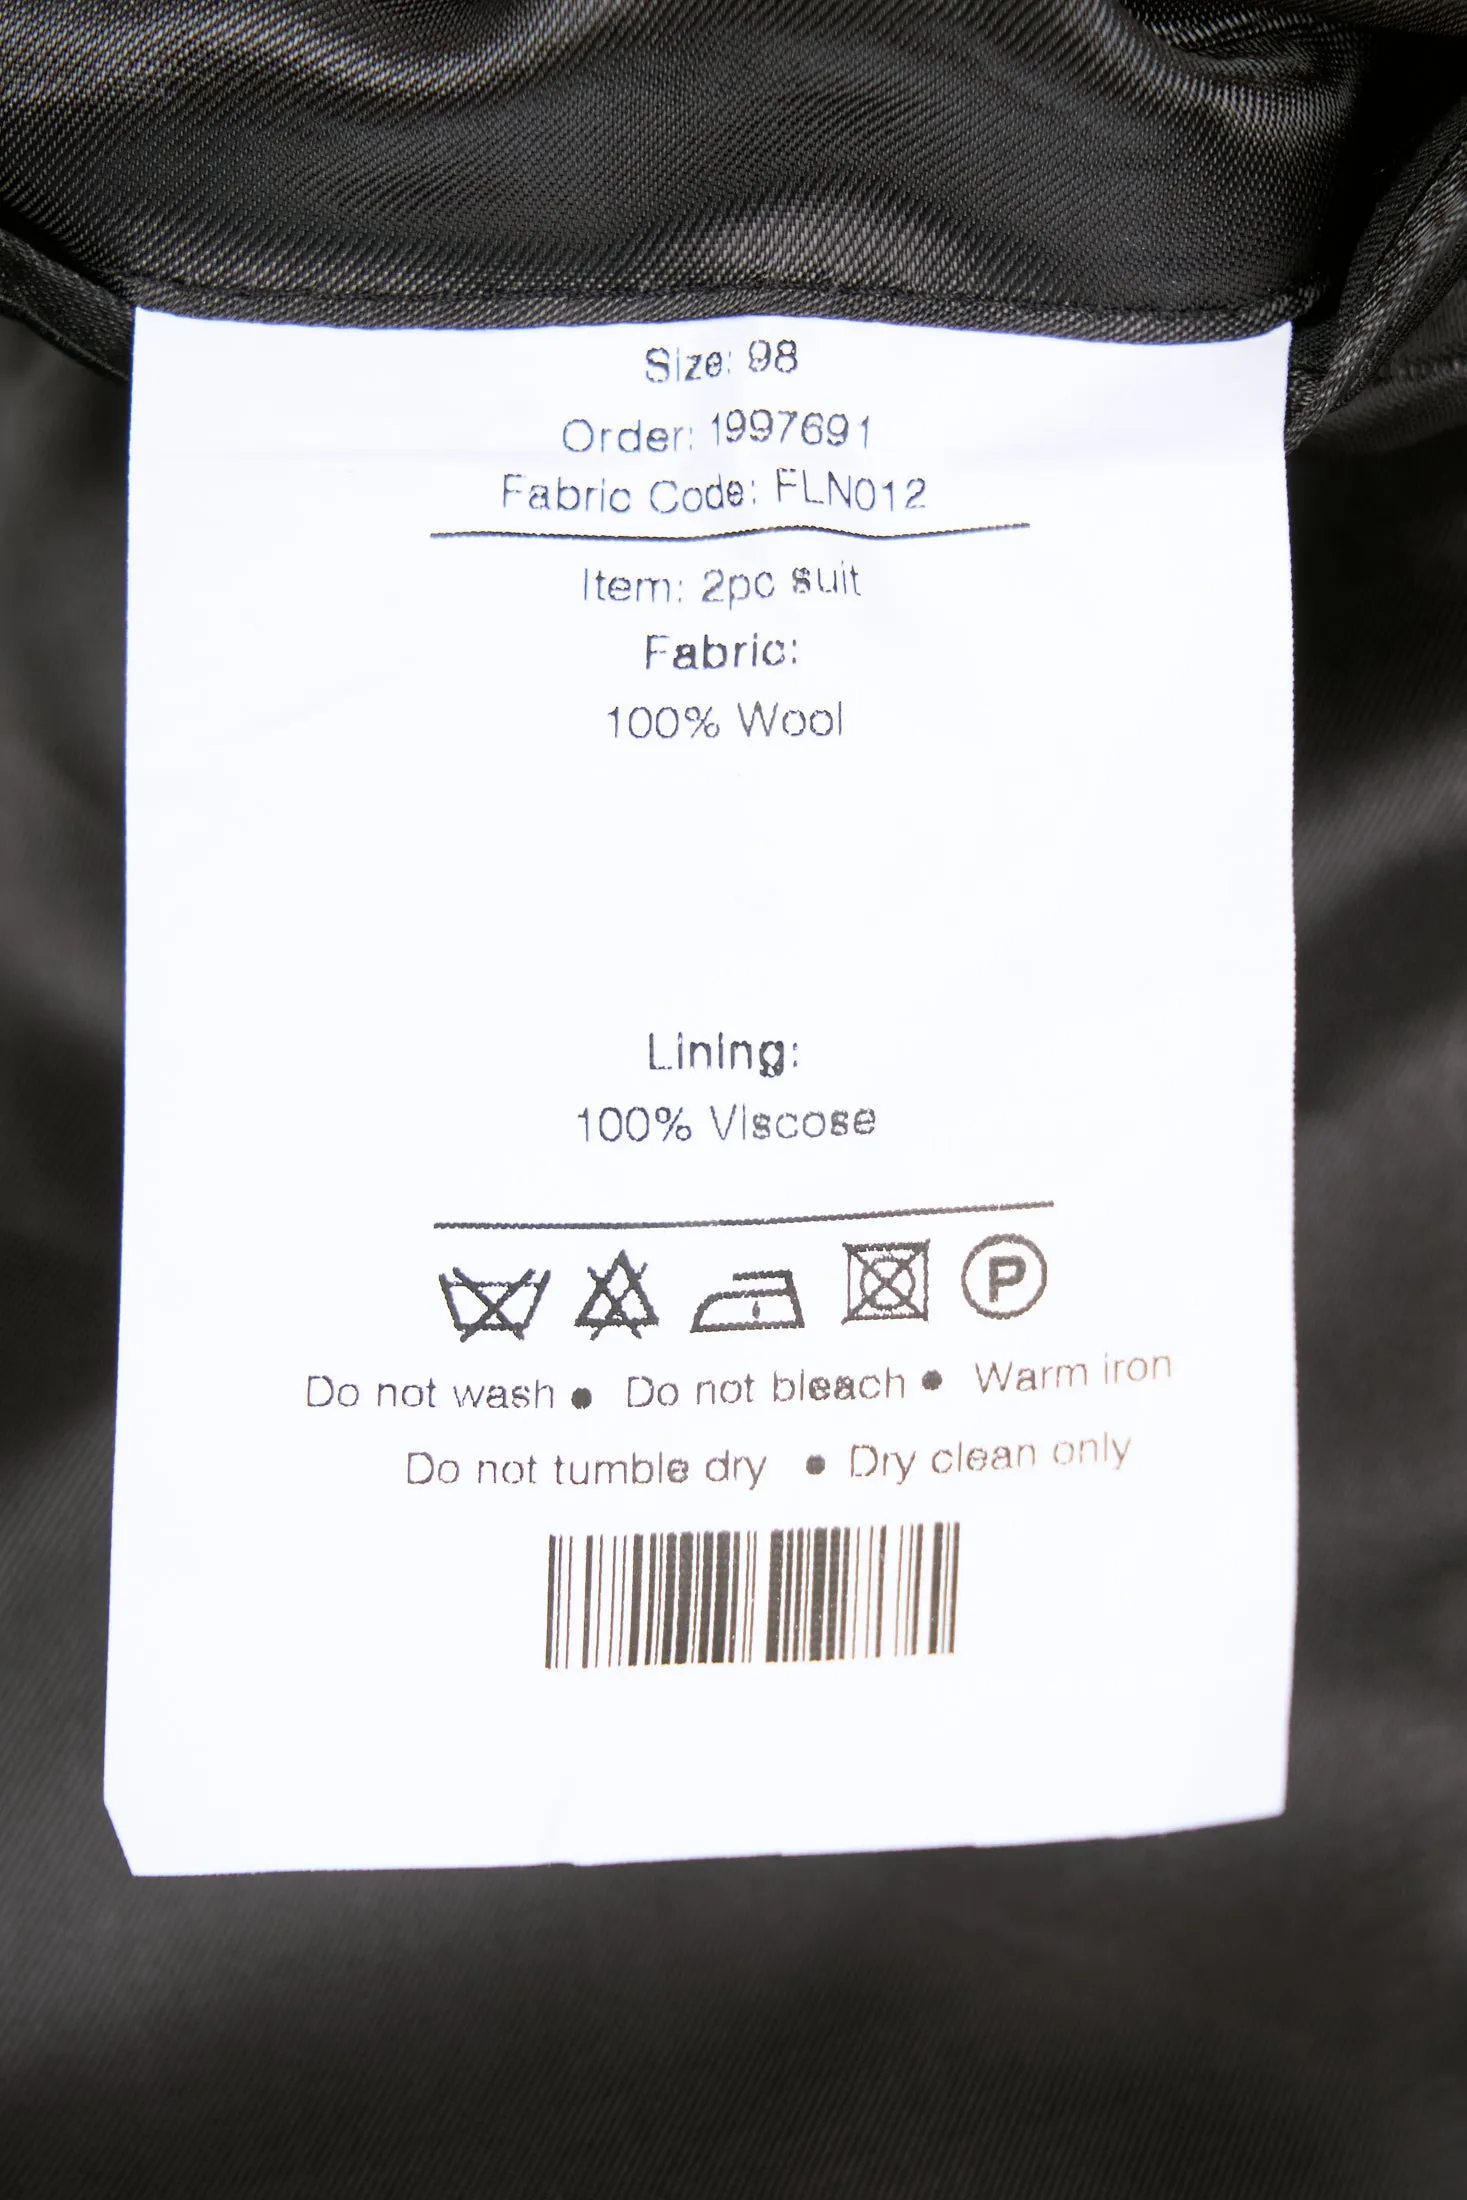 Size: 98
Order: 1997691
Fabric Code: FLN012
Item: 2pc suit
Fabric:
100% Wool
Lining:
100% Viscose
P
Do not wash • Do not bleach • Warm iron
Do not tumble dry • Dry clean only